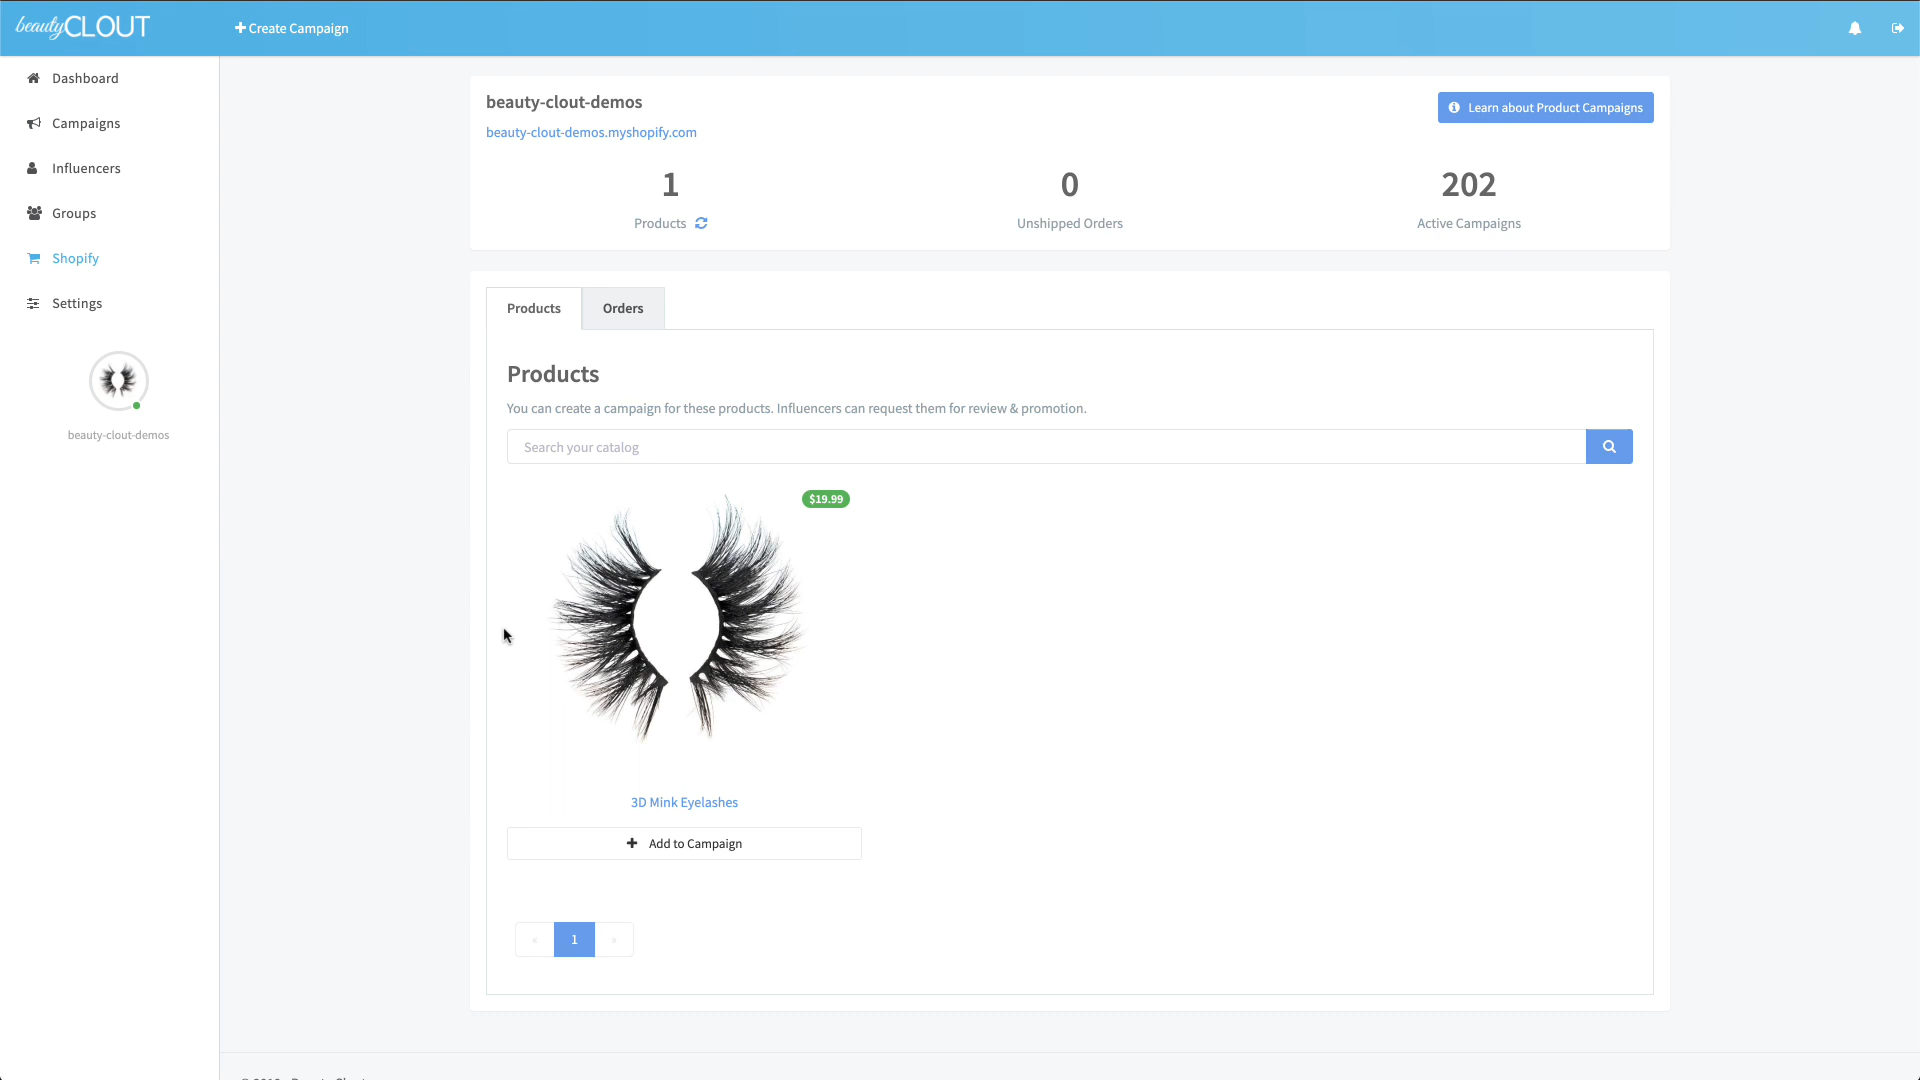 beautyCLOUT
Create Campaign
Dashboard
Campaigns
Influencers
Groups
Shopify
Settings
beauty-clout-demos
beauty-clout-demos
beauty-clout-demos.myshopify.com
Learn about Product Campaigns
1
Products
0
Unshipped Orders
202
Active Campaigns
Products
Orders
Products
You can create a campaign for these products. Influencers can request them for review & promotion.
Search your catalog
$19.99
3D Mink Eyelashes
Add to Campaign
« 1 »